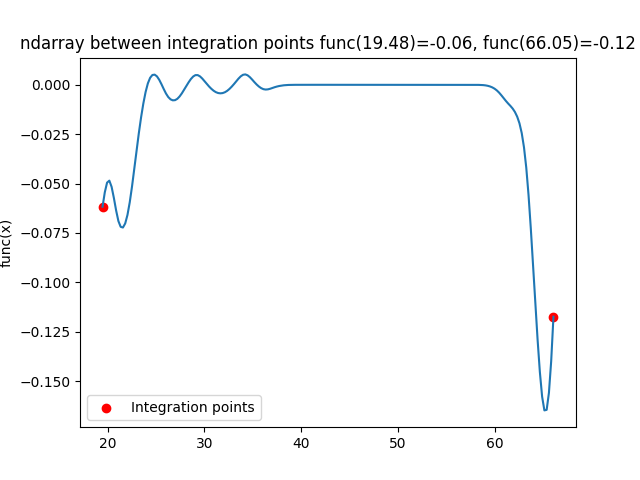 ndarray between integration points func(19.48)=-0.06, func(66.05)=-0.12
0.000
−0.025
−0.050
−0.075
−0.100
−0.125
−0.150
func(x)
Integration points
20 30 40 50 60